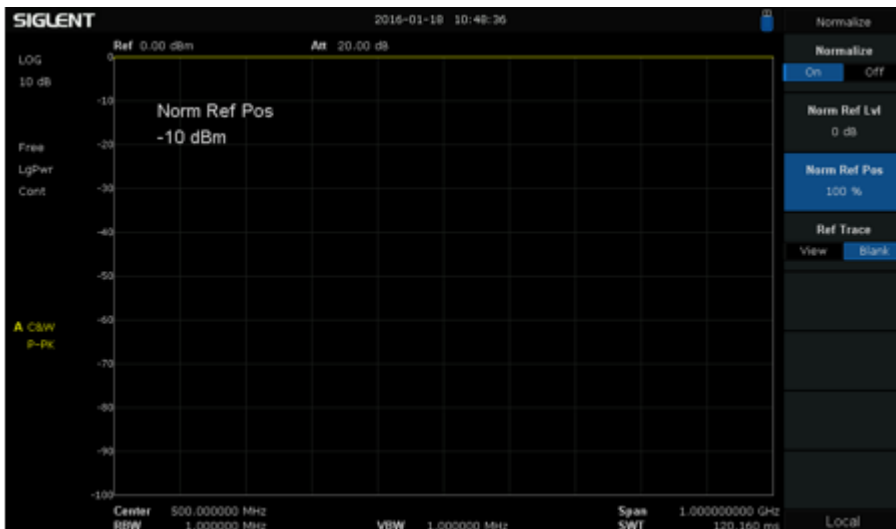 SIGLENT
2016-01-18 10:48:36
Normalize
Ref 0.00 dBm
Att 20.00 dB
LOG
10 dB
Free
LgPwr
Cont
A C&W
P-PK
0
-10
-20
-30
-40
-50
-60
-70
-80
-90
-100
Norm Ref Pos
-10 dBm
Normalize
On Off
Norm Ref Lvl
0 dB
Norm Ref Pos
100 %
Ref Trace
View Blank
Center 500.000000 MHz
Span 1.000000000 GHz
RBW 1.000000 MHz
VBW 1.000000 MHz
SWT 120.160 ms
Local